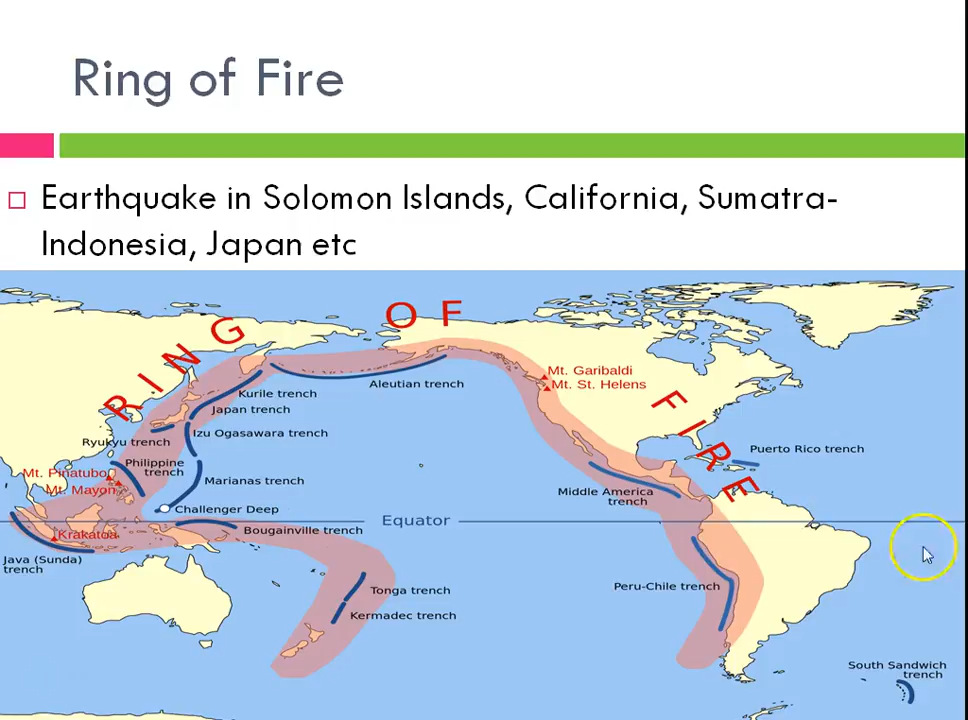 Ring of Fire
Earthquake in Solomon Islands, California, Sumatra-
Indonesia, Japan etc
RING OF FIRE
Mt. Garibaldi
Mt. St. Helens
Aleutian trench
Kurile trench
Japan trench
Izu Ogasawara trench
Ryukyu trench
Puerto Rico trench
Philippine
trench
Mt. Pinatubo
Mt. Mayon
Marianas trench
Middle America
trench
Challenger Deep
Equator
Bougainville trench
Krakatoa
Java (Sunda)
trench
Tonga trench
Kermadec trench
Peru-Chile trench
South Sandwich
trench